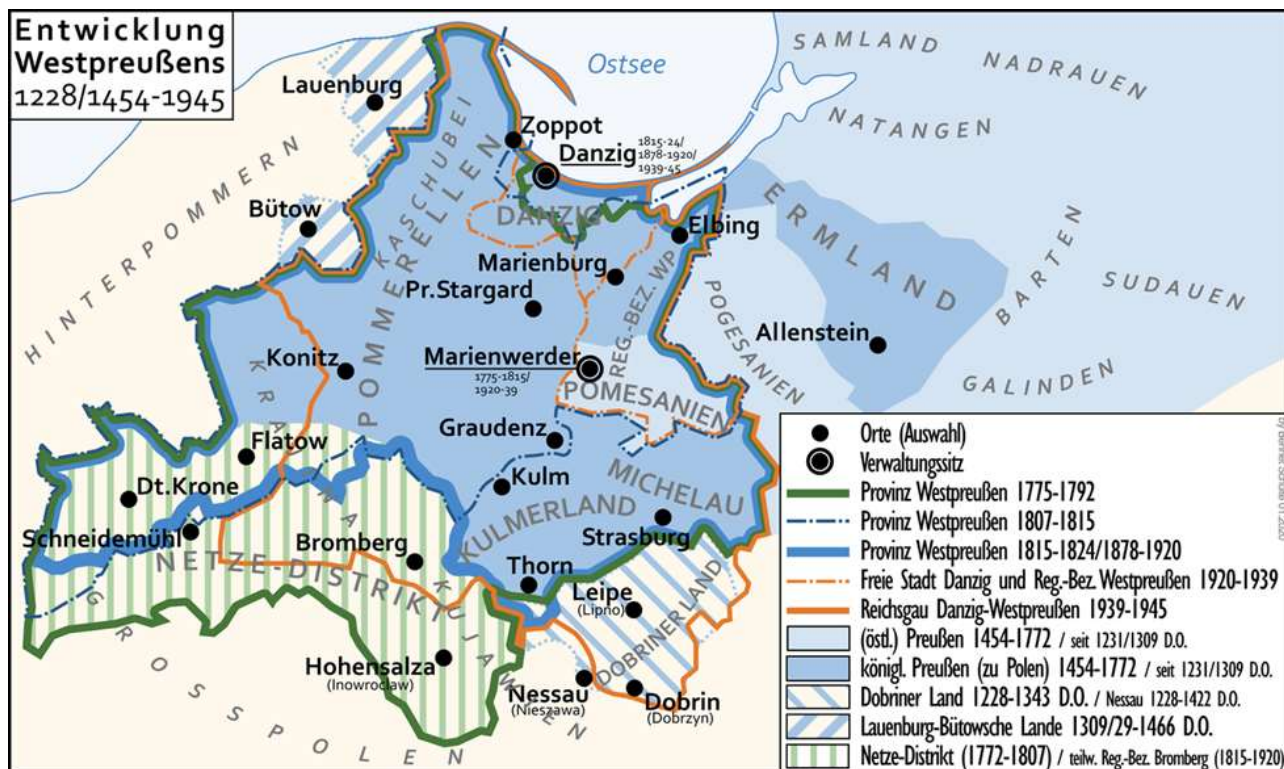 Entwicklung
Westpreußens
1228/1454-1945
Ostsee
SAMLAND
NADRAUEN
NATANGEN
Lauenburg
Zoppot
Danzig
1815-24/
1878-1920/
1939-45
KASCHUBEI
HINTERPOMMERN
Bütow
DANZIG
Elbing
ERMLAND
BARTEN
SUDAUEN
POMMERELLEN
Marienburg
Pr.Stargard
REG.-BEZ. WP
POGESANIEN
Allenstein
Konitz
Marienwerder
1775-1815/
1920-39
POMESANIEN
GALINDEN
KRAJNA
Graudenz
Flatow
Dt.Krone
Kulm
MICHELAU
KULMERLAND
Strasburg
Schneidemühl
NETZE-DISTRIKT
Bromberg
Thorn
Leipe
(Lipno)
DOBRINER LAND
KUJAWIEN
GROSSPOLEN
Hohensalza
(Inowrocław)
Nessau
(Nieszawa)
Dobrin
(Dobrzyn)
Orte (Auswahl)
Verwaltungssitz
Provinz Westpreußen 1775-1792
Provinz Westpreußen 1807-1815
Provinz Westpreußen 1815-1824/1878-1920
Freie Stadt Danzig und Reg.-Bez. Westpreußen 1920-1939
Reichsgau Danzig-Westpreußen 1939-1945
(östl.) Preußen 1454-1772 / seit 1231/1309 D.O.
königl. Preußen (zu Polen) 1454-1772 / seit 1231/1309 D.O.
Dobriner Land 1228-1343 D.O. / Nessau 1228-1422 D.O.
Lauenburg-Bütowsche Lande 1309/29-1466 D.O.
Netze-Distrikt (1772-1807) / teilw. Reg.-Bez. Bromberg (1815-1920)